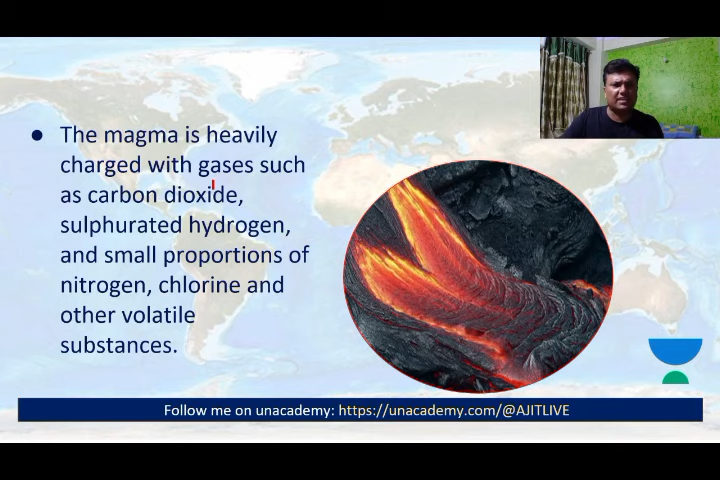 ● The magma is heavily
charged with gases such
as carbon dioxide,
sulphurated hydrogen,
and small proportions of
nitrogen, chlorine and
other volatile
substances.
Follow me on unacademy: https://unacademy.com/@AJITLIVE